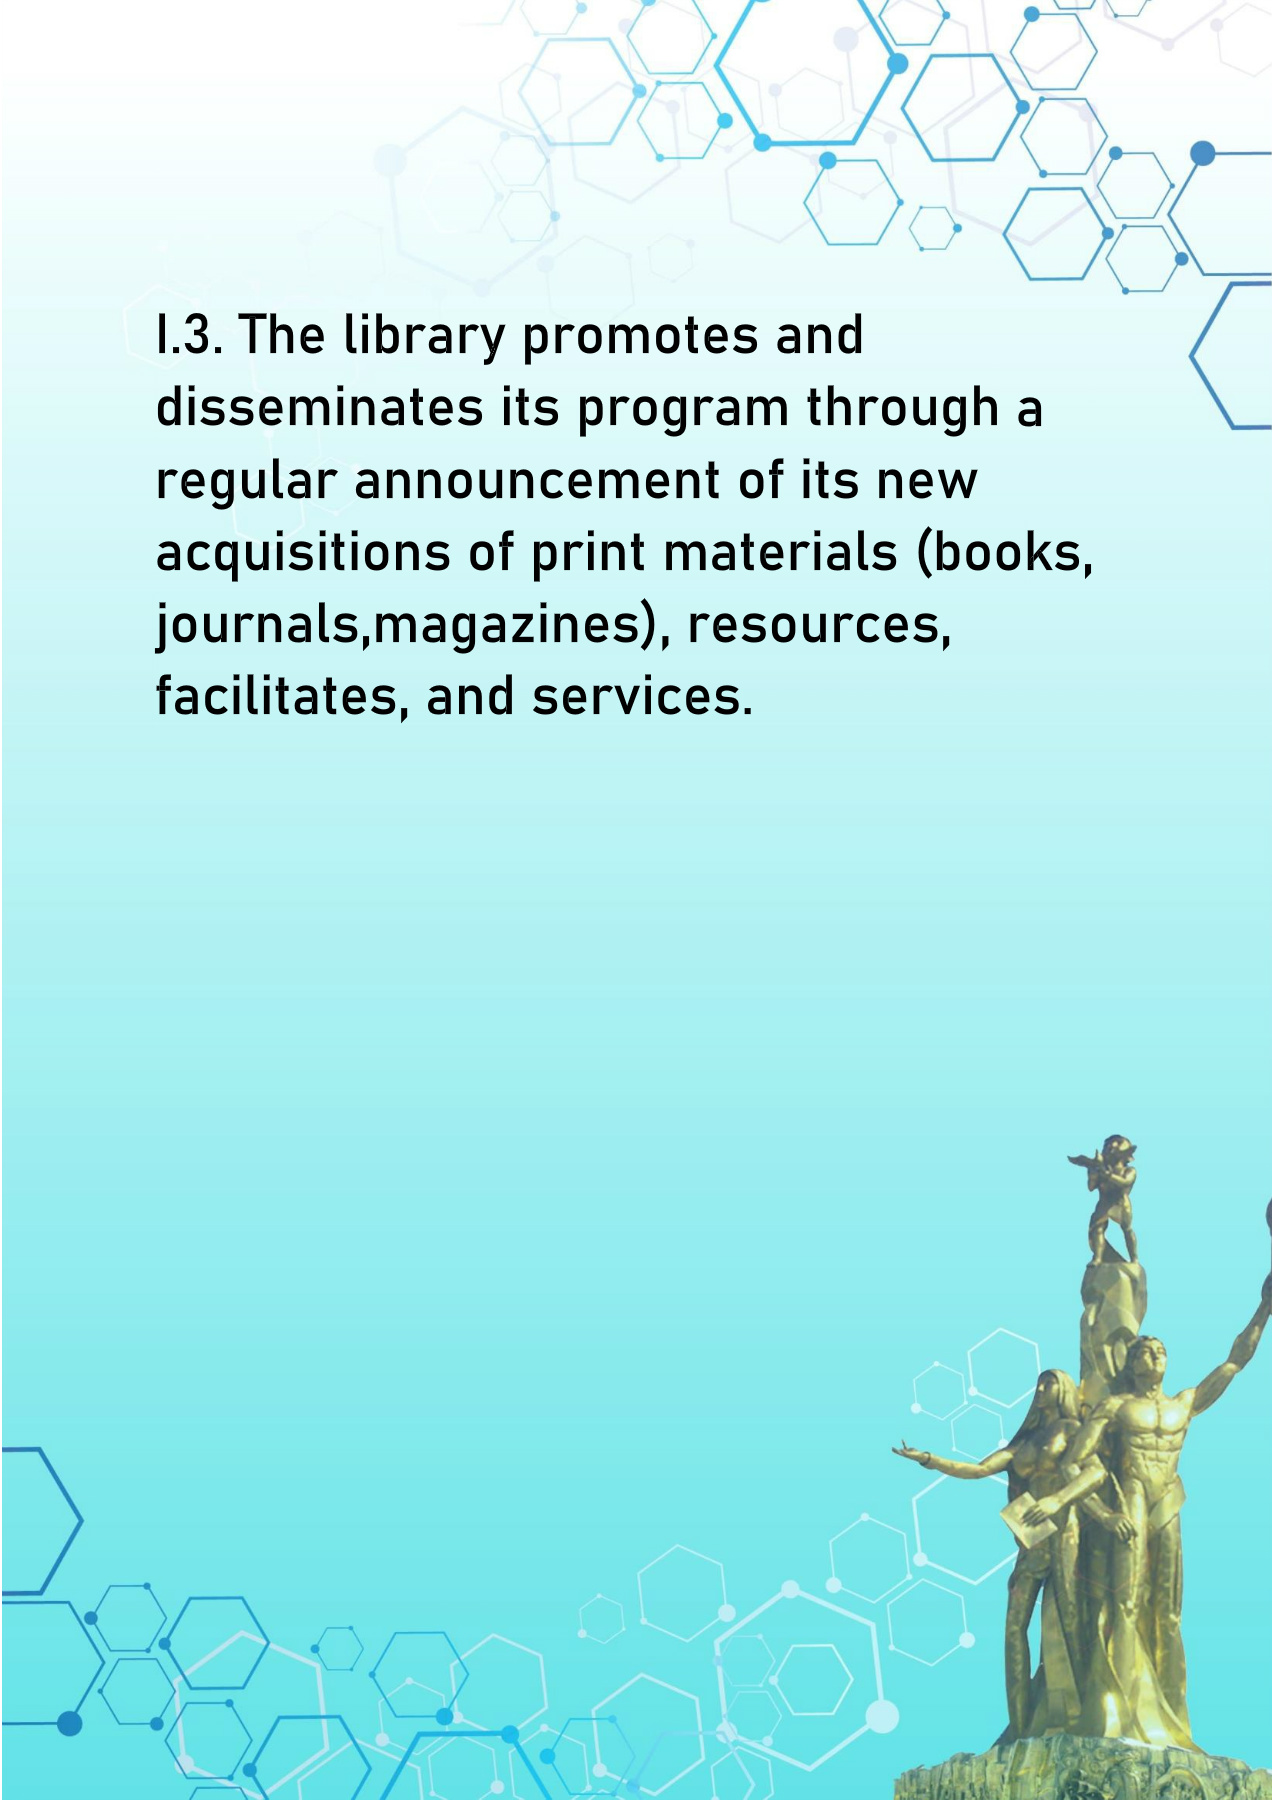 I.3. The library promotes and
disseminates its program through a
regular announcement of its new
acquisitions of print materials (books,
journals,magazines), resources,
facilitates, and services.